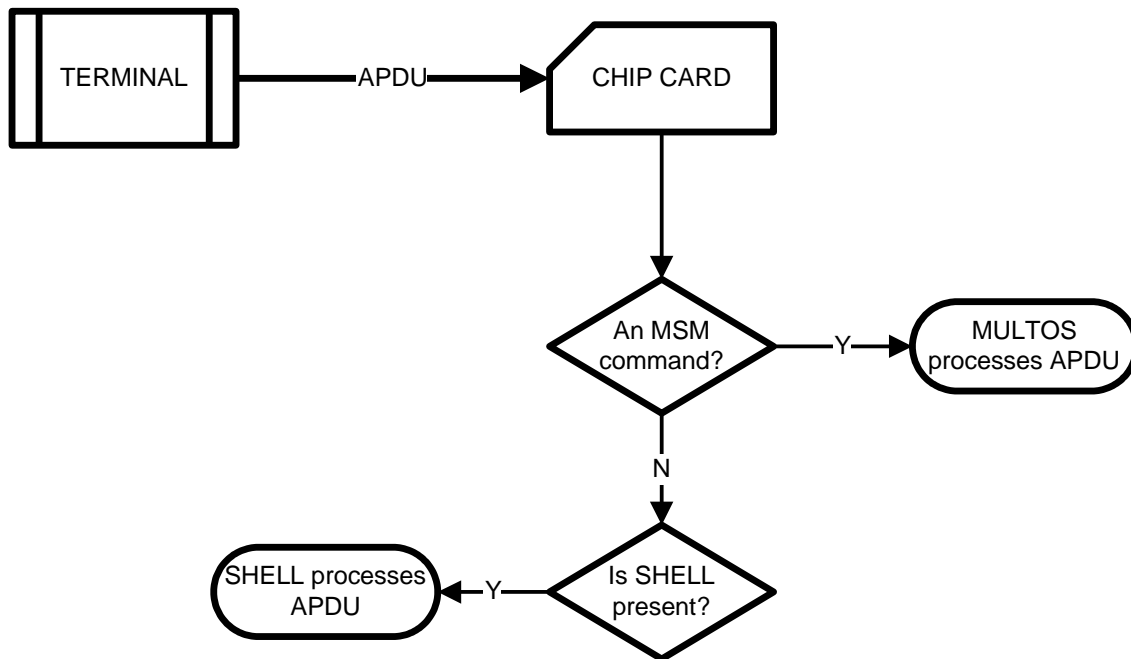 TERMINAL
APDU
CHIP CARD
An MSM
command?
Y
MULTOS
processes APDU
N
SHELL processes
APDU
Y
Is SHELL
present?